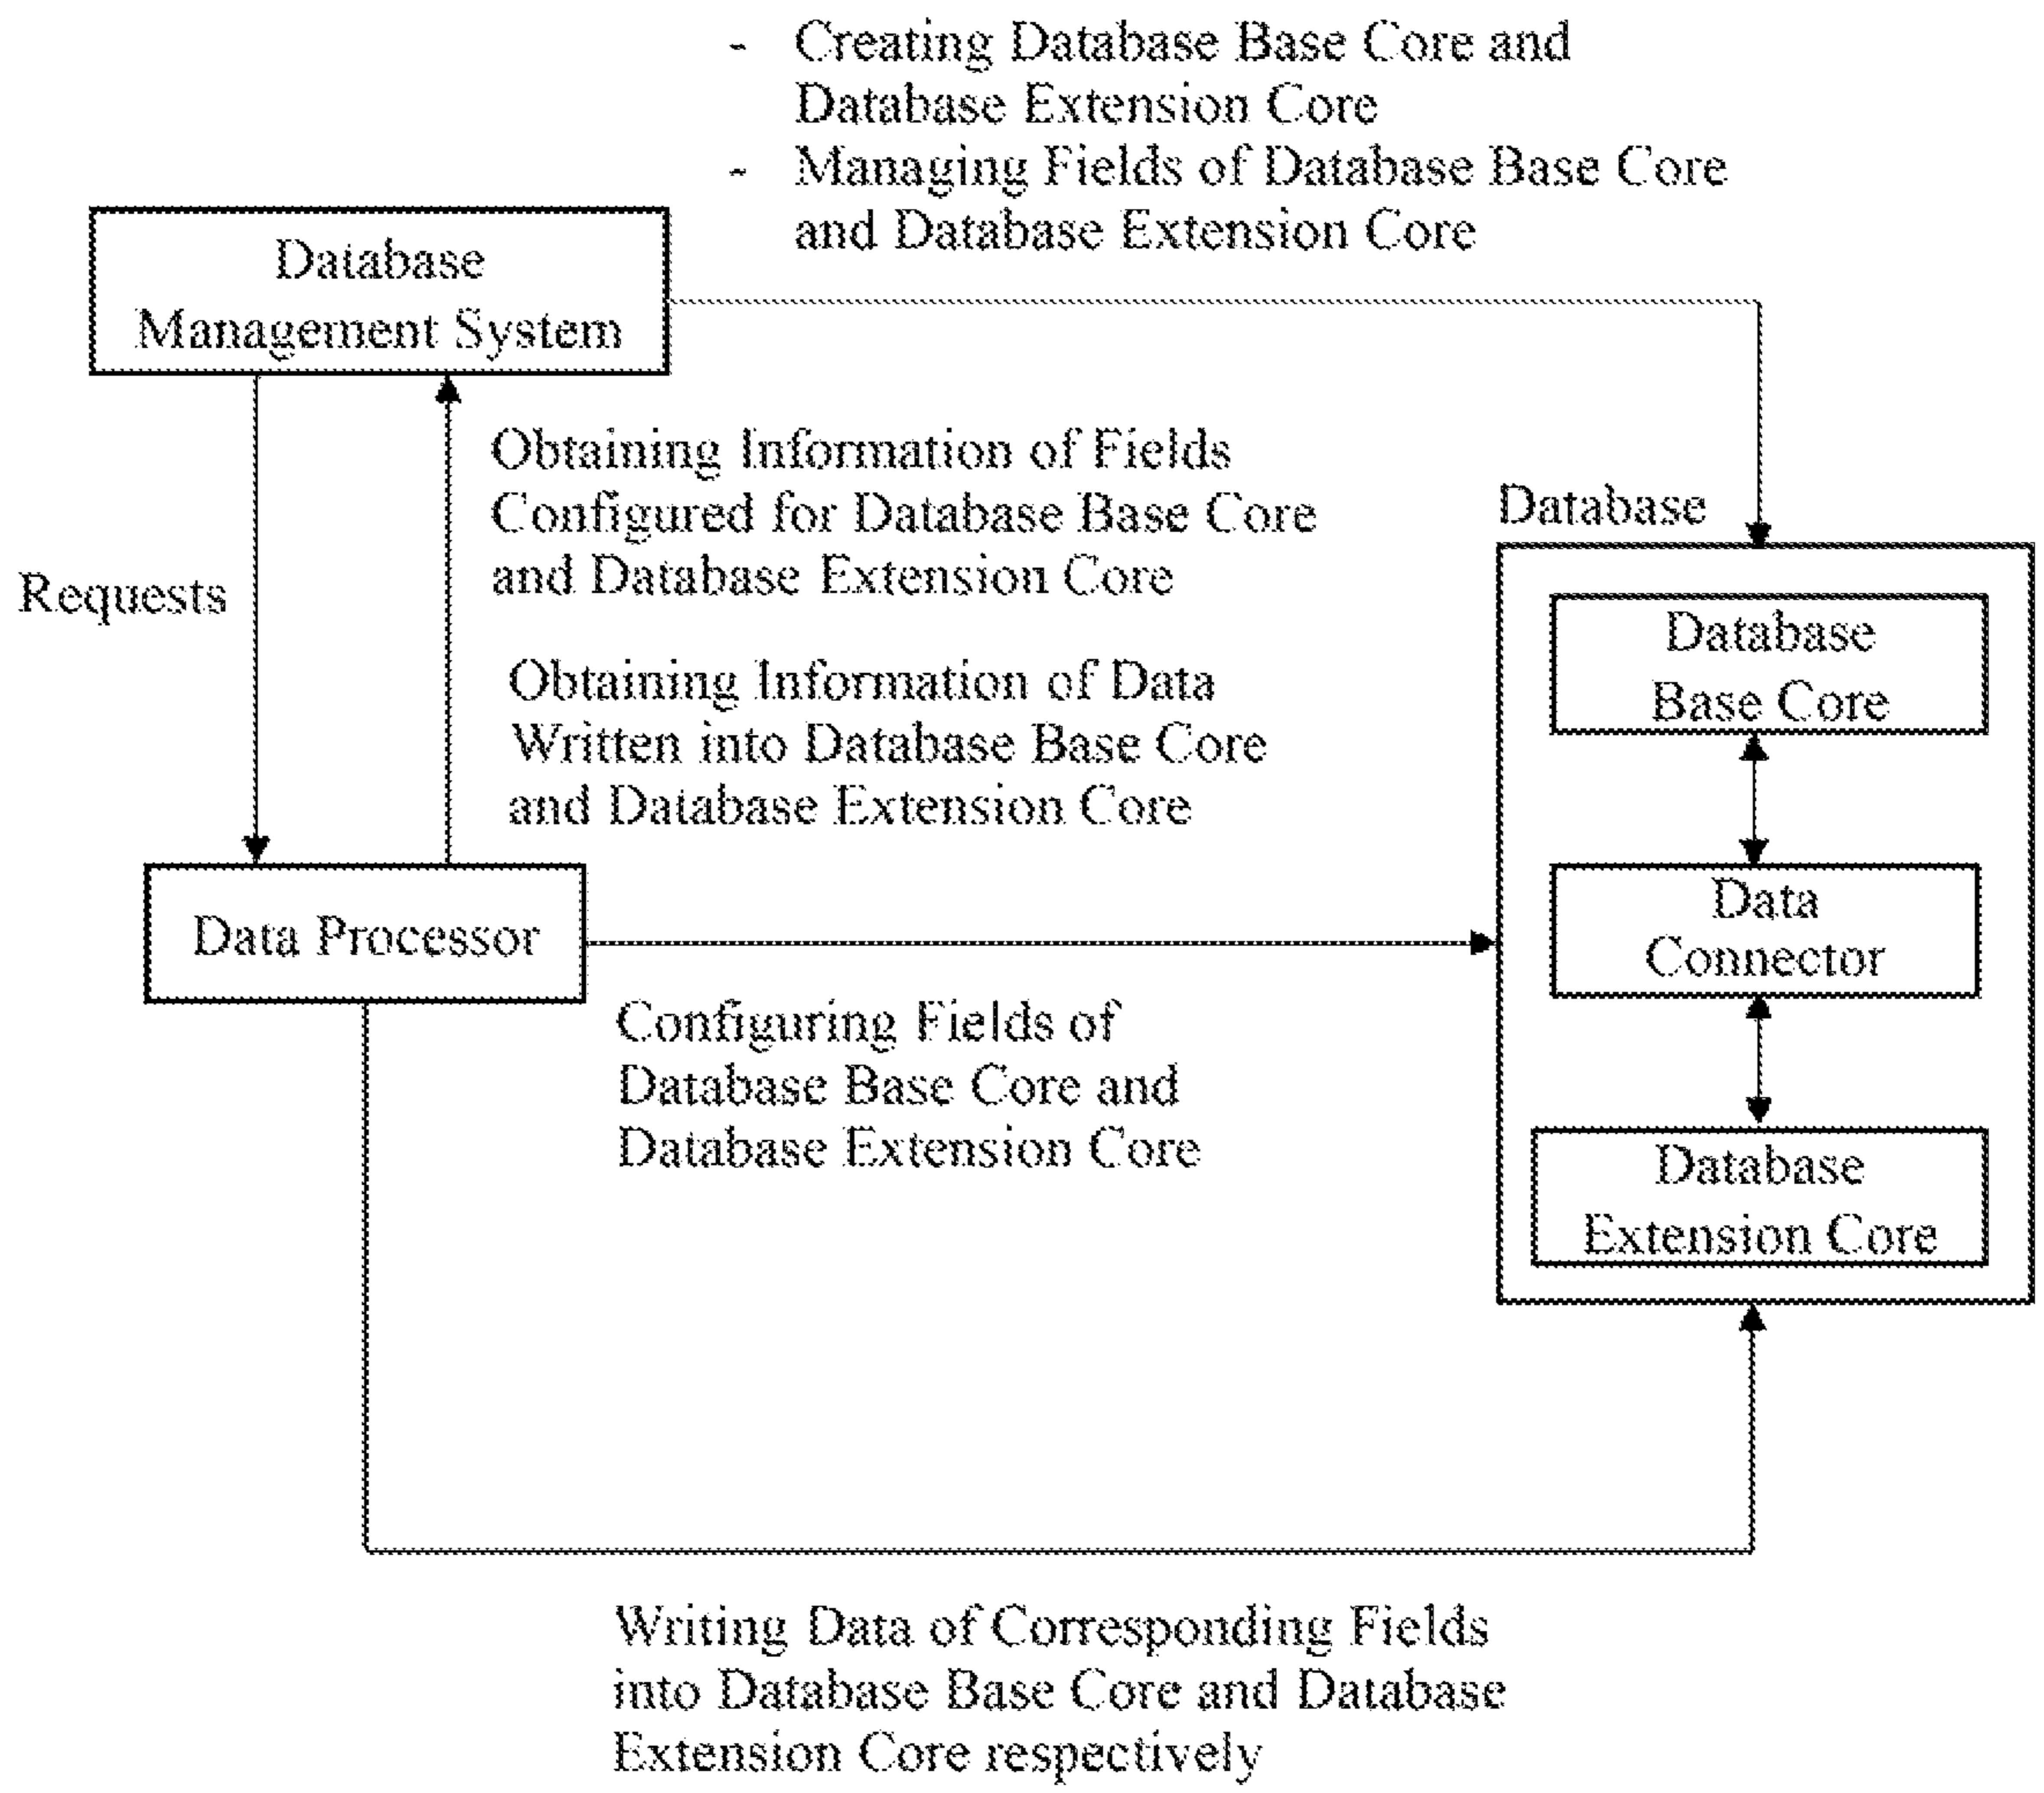 - Creating Database Base Core and
Database Extension Core
- Managing Fields of Database Base Core
and Database Extension Core
Database
Management System
Obtaining Information of Fields
Configured for Database Base Core
and Database Extension Core
Requests
Obtaining Information of Data
Written into Database Base Core
and Database Extension Core
Data Processor
Configuring Fields of
Database Base Core and
Database Extension Core
Database
Database
Base Core
Data
Connector
Database
Extension Core
Writing Data of Corresponding Fields
into Database Base Core and Database
Extension Core respectively